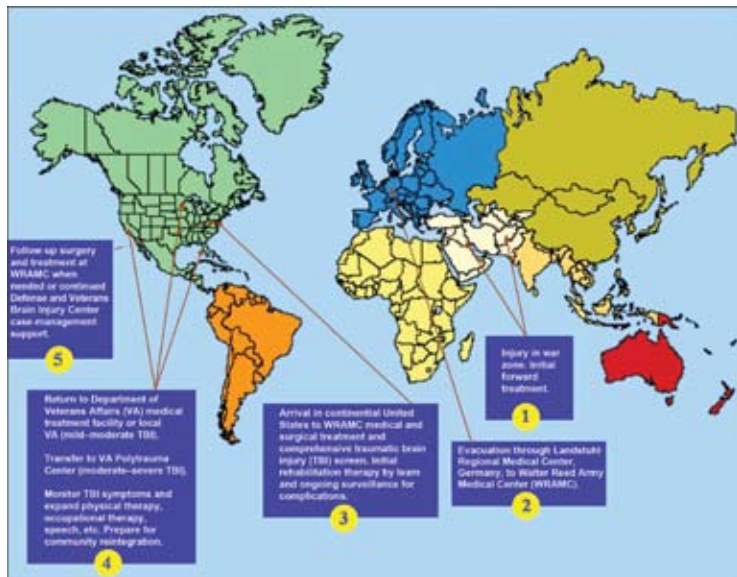 Injury in war
zone. Initial
forward
treatment.
1
Evacuation through Landstuhl
Regional Medical Center,
Germany, to Walter Reed Army
Medical Center (WRAMC).
2
Arrival in continental United
States to WRAMC medical and
surgical treatment and
comprehensive traumatic brain
injury (TBI) screen. Initial
rehabilitation therapy by team
and ongoing surveillance for
complications.
3
Return to Department of
Veterans Affairs (VA) medical
treatment facility or local
VA (mild–moderate TBI).
Transfer to VA Polytrauma
Center (moderate–severe TBI).
Monitor TBI symptoms and
expand physical therapy,
occupational therapy,
speech, etc. Prepare for
community reintegration.
4
Follow-up surgery
and treatment at
WRAMC when
needed or continued
Defense and Veterans
Brain Injury Center
case-management
support.
5